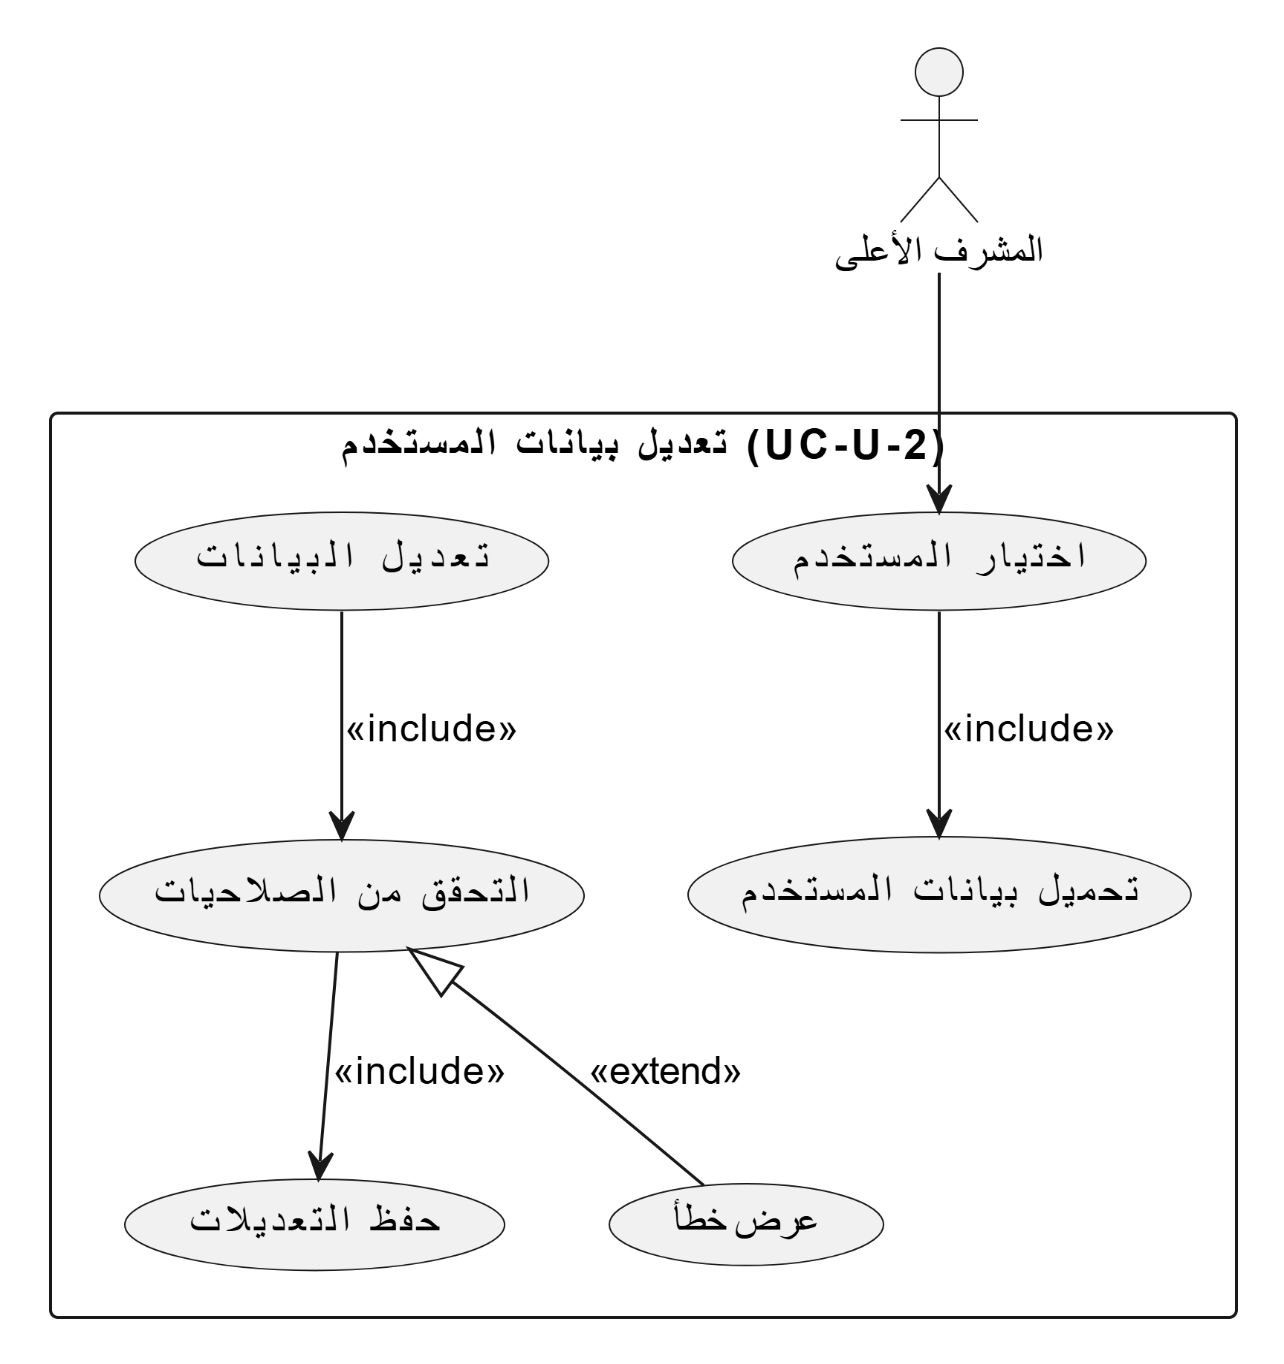 المشرف الأعلى
تعديل بيانات المستخدم (UC-U-2)
اختيار المستخدم
تعديل البيانات
«include»
«include»
تحميل بيانات المستخدم
التحقق من الصلاحيات
«extend»
«include»
عرض خطأ
حفظ التعديلات